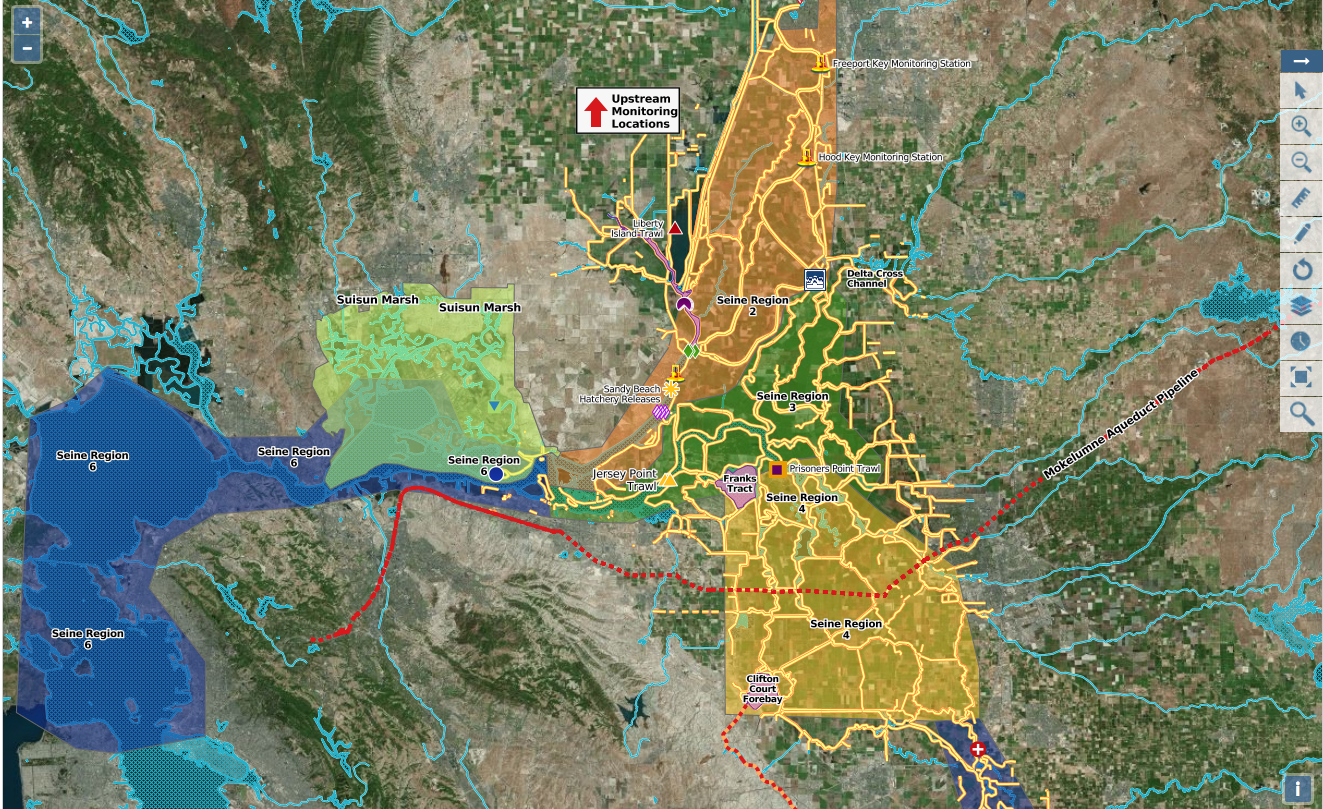 +
−
Freeport Key Monitoring Station
Upstream
Monitoring
Locations
Hood Key Monitoring Station
Liberty
Island Trawl
Delta Cross
Channel
Suisun Marsh
Suisun Marsh
Seine Region
2
Sandy Beach
Hatchery Releases
Seine Region
3
Mokelumne Aqueduct Pipeline
Seine Region
6
Seine Region
6
Seine Region
6
Jersey Point
Trawl
Franks
Tract
Prisoners Point Trawl
Seine Region
4
Seine Region
4
Seine Region
6
Clifton
Court
Forebay
i